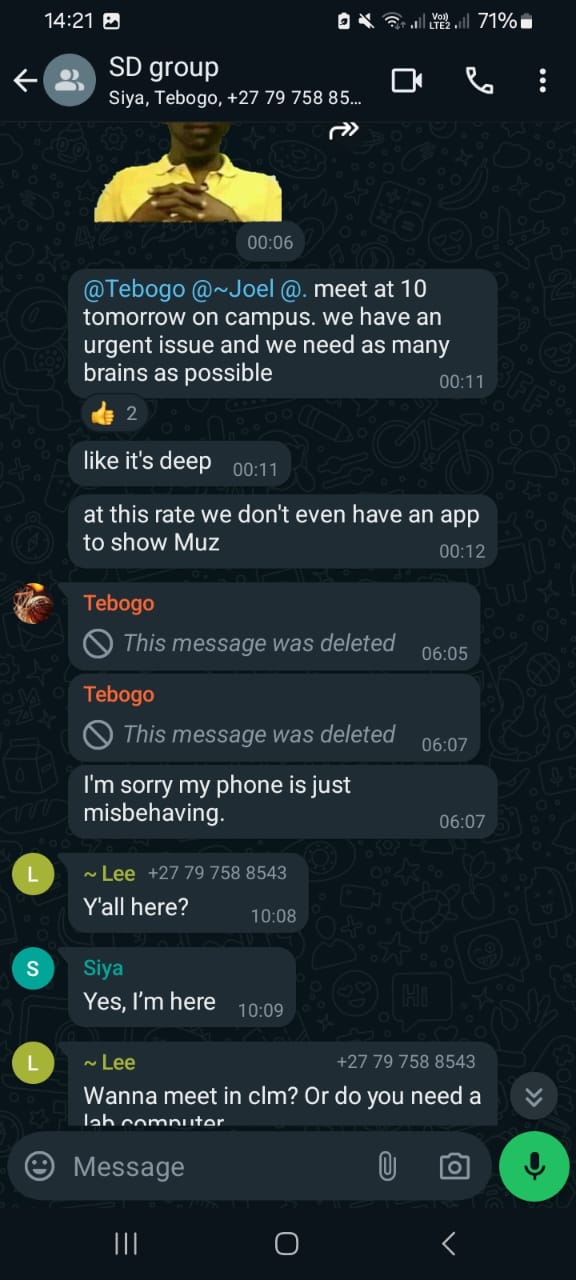 14:21
Vo))
LTE2
71%
SD group
Siya, Tebogo, +27 79 758 85...
00:06
@Tebogo @~Joel @. meet at 10
tomorrow on campus. we have an
urgent issue and we need as many
brains as possible
00:11
👍 2
like it's deep 00:11
at this rate we don't even have an app
to show Muz
00:12
Tebogo
This message was deleted 06:05
Tebogo
This message was deleted 06:07
I'm sorry my phone is just
misbehaving.
06:07
L
~ Lee +27 79 758 8543
Y'all here? 10:08
S
Siya
Yes, I’m here 10:09
L
~ Lee +27 79 758 8543
Wanna meet in clm? Or do you need a
lab computer
Message